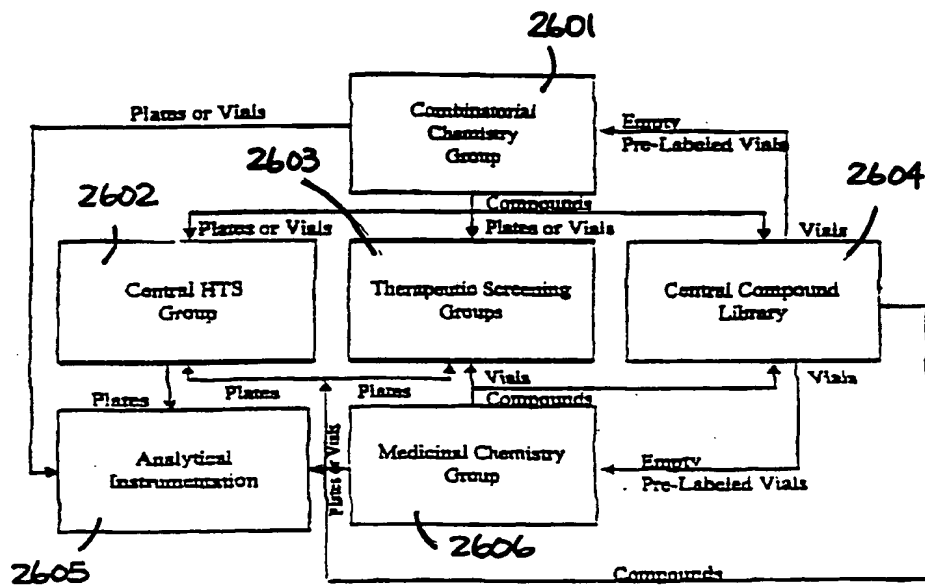 2601
Plates or Vials
Combinatorial
Chemistry
Group
Empty
Pre-Labeled Vials
2602
2603
2604
Compounds
Plates or Vials
Plates or Vials
Vials
Central HTS
Group
Therapeutic Screening
Groups
Central Compound
Library
Plates
Plates
Plates
Vials
Compounds
Vials
Plates or Vials
Analytical
Instrumentation
Medicinal Chemistry
Group
Empty
Pre-Labeled Vials
2605
2606
Compounds